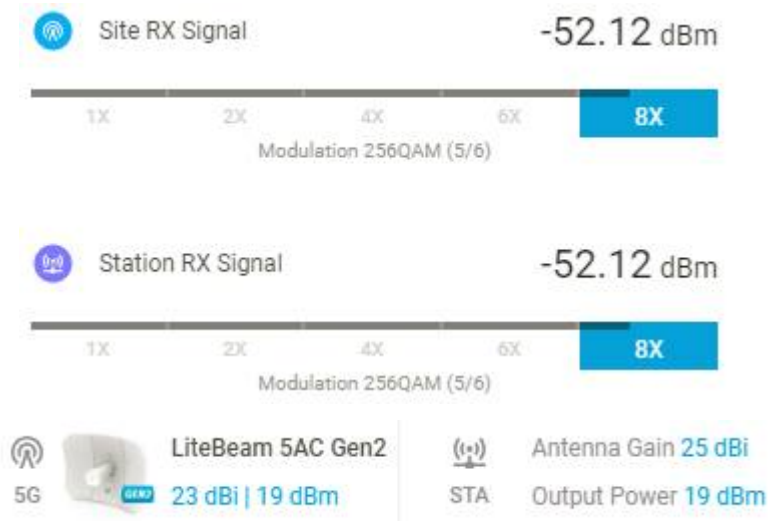 Site RX Signal -52.12 dBm
1X 2X 4X 6X 8X
Modulation 256QAM (5/6)
Station RX Signal -52.12 dBm
1X 2X 4X 6X 8X
Modulation 256QAM (5/6)
LiteBeam 5AC Gen2 Antenna Gain 25 dBi
5G GEN2 23 dBi | 19 dBm STA Output Power 19 dBm